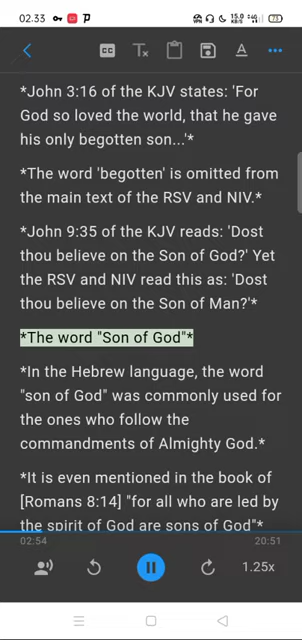 02.33
15.0 KB/S
4G
78
CC
A
*John 3:16 of the KJV states: 'For
God so loved the world, that he gave
his only begotten son...'*
*The word 'begotten' is omitted from
the main text of the RSV and NIV.*
*John 9:35 of the KJV reads: 'Dost
thou believe on the Son of God?' Yet
the RSV and NIV read this as: 'Dost
thou believe on the Son of Man?'*
*The word "Son of God"*
*In the Hebrew language, the word
"son of God" was commonly used for
the ones who follow the
commandments of Almighty God.*
*It is even mentioned in the book of
[Romans 8:14] "for all who are led by
the spirit of God are sons of God"*
02:54
20:51
1.25x